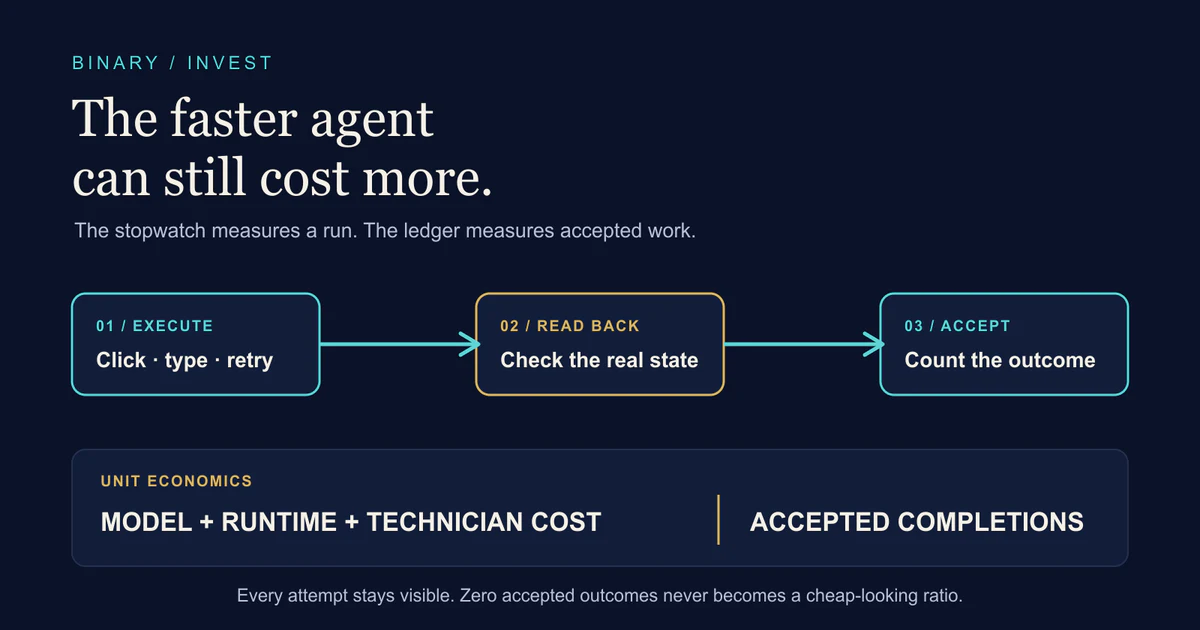 BINARY / INVEST
The faster agent
can still cost more.
The stopwatch measures a run. The ledger measures accepted work.
01 / EXECUTE
Click · type · retry
02 / READ BACK
Check the real state
03 / ACCEPT
Count the outcome
UNIT ECONOMICS
MODEL + RUNTIME + TECHNICIAN COST
ACCEPTED COMPLETIONS
Every attempt stays visible. Zero accepted outcomes never becomes a cheap-looking ratio.